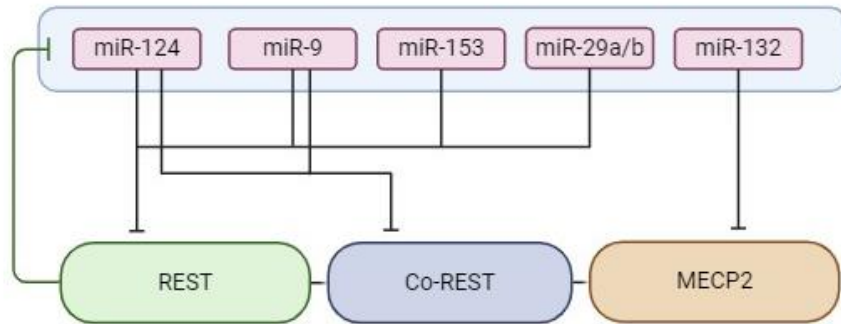 miR-124
miR-9
miR-153
miR-29a/b
miR-132
REST
Co-REST
MECP2